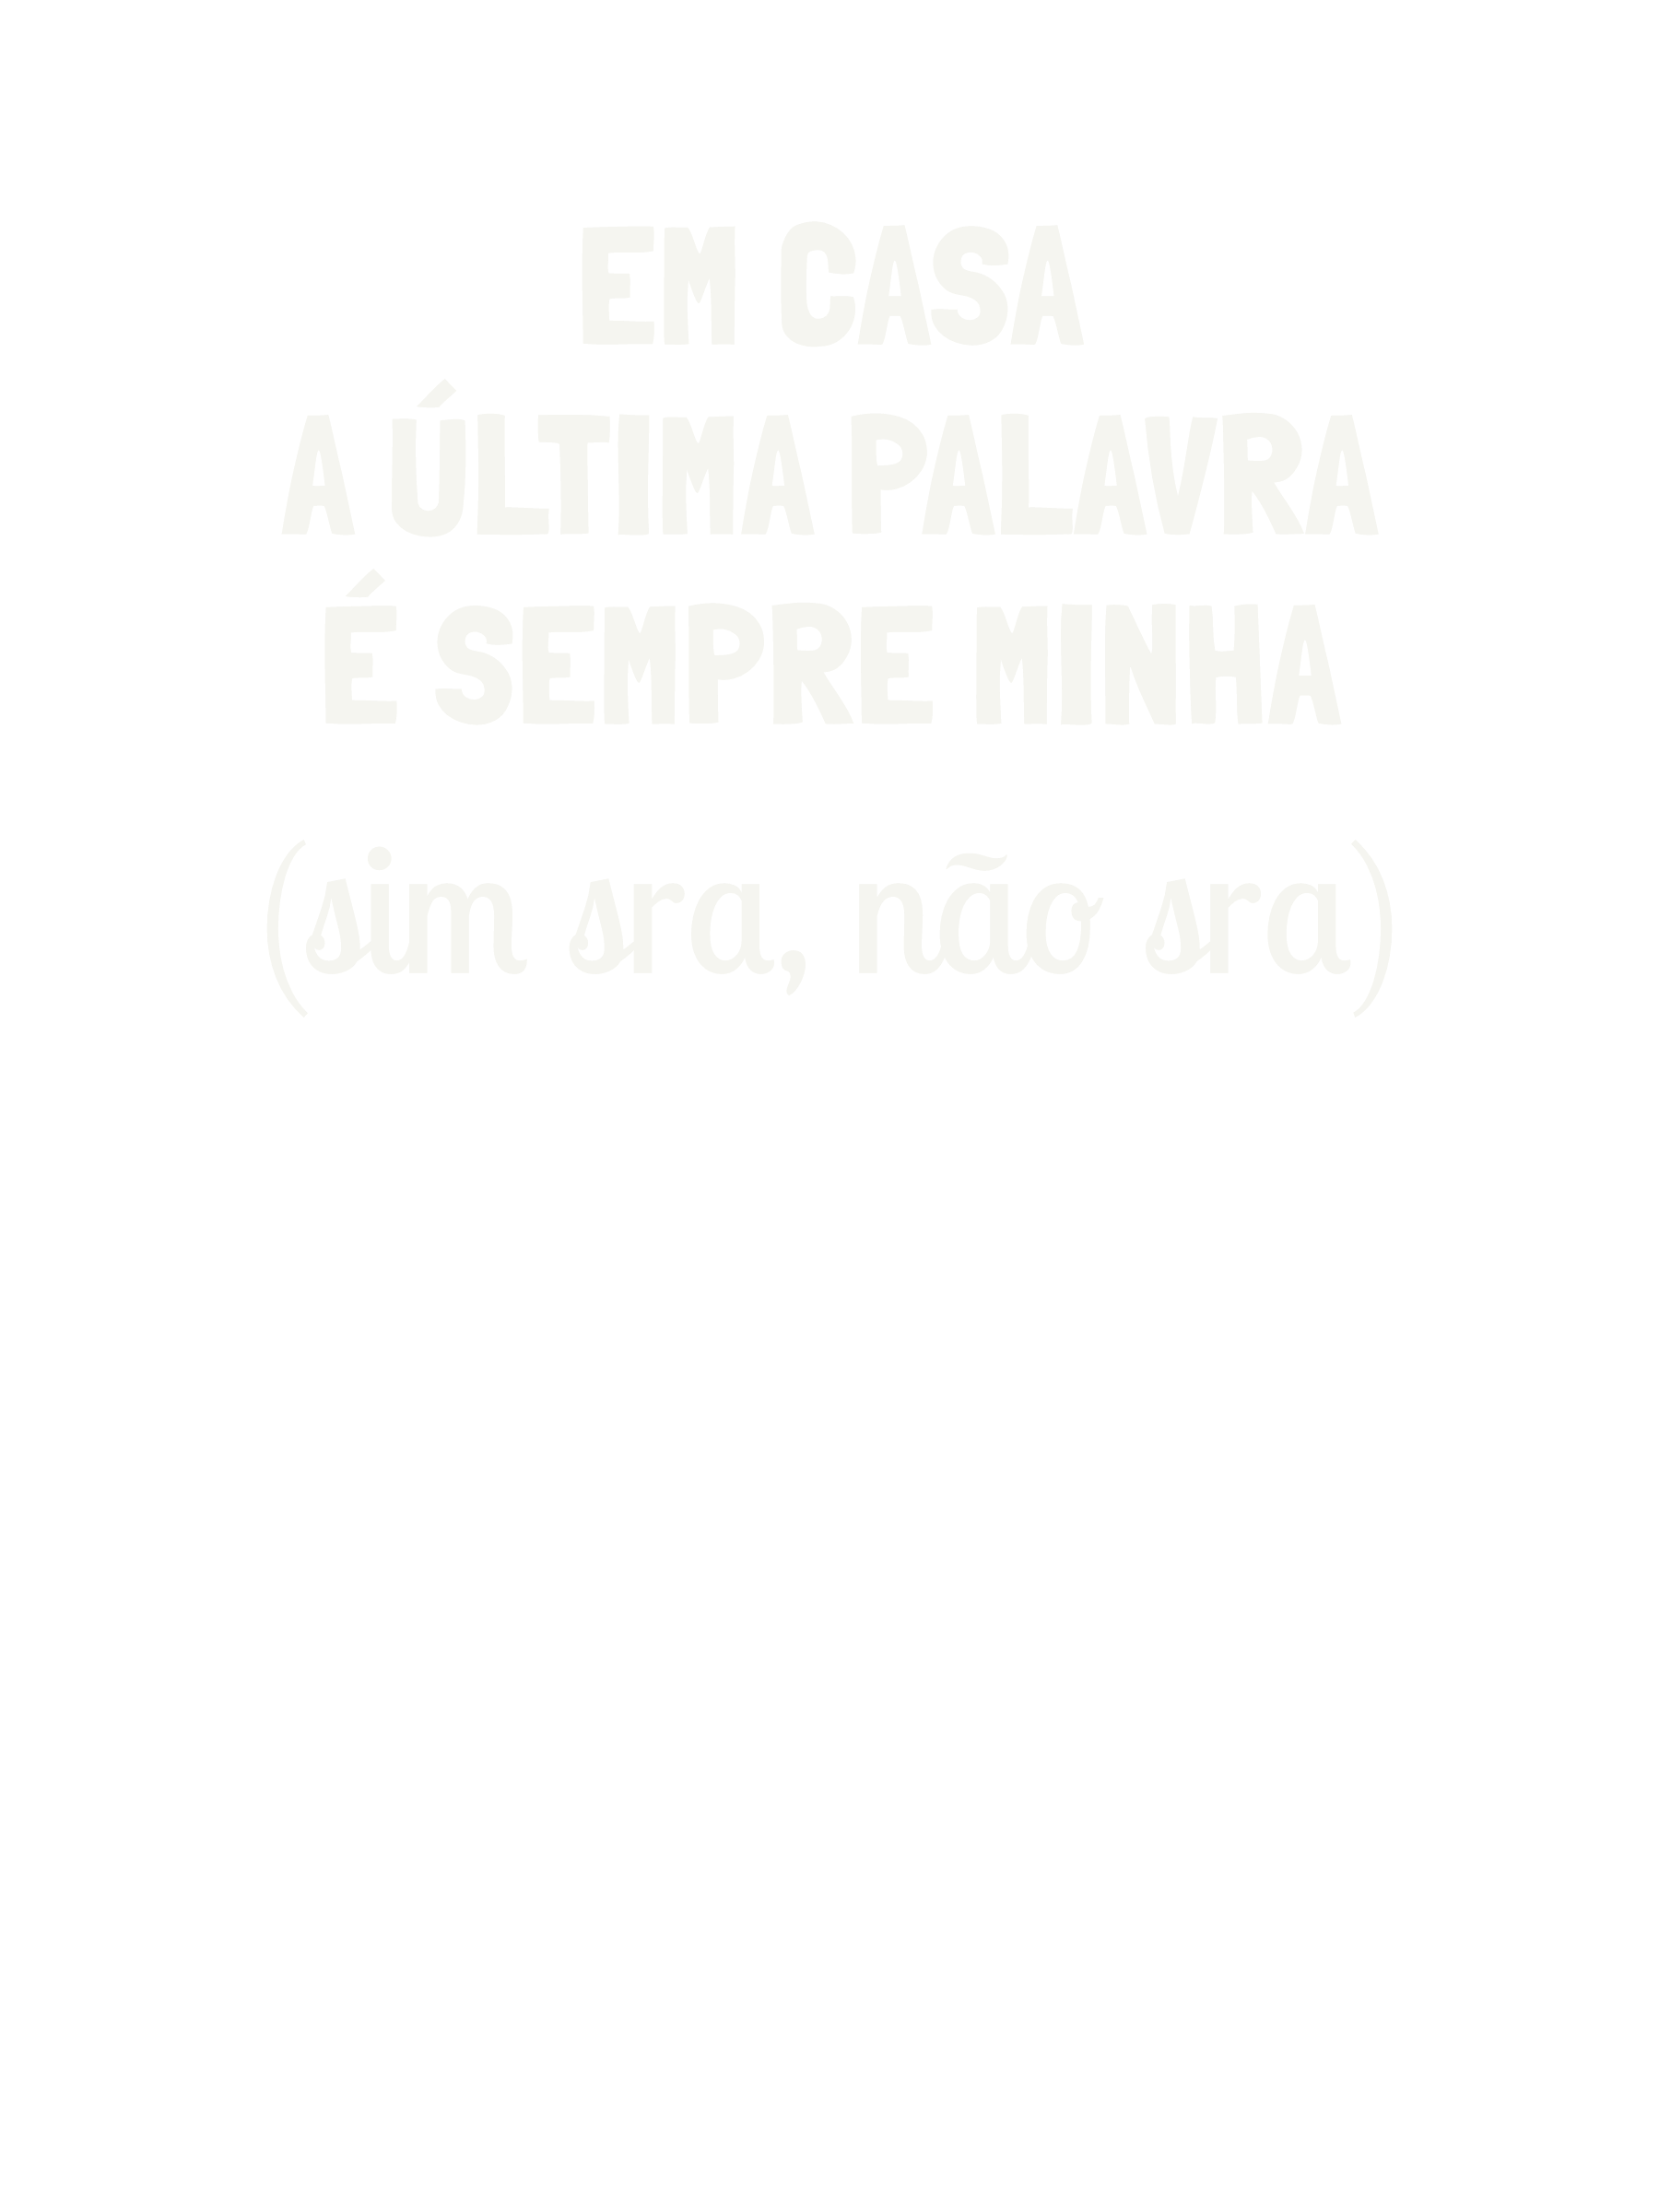 EM CASA
A ÚLTIMA PALAVRA
É SEMPRE MINHA
(sim sra, não sra)